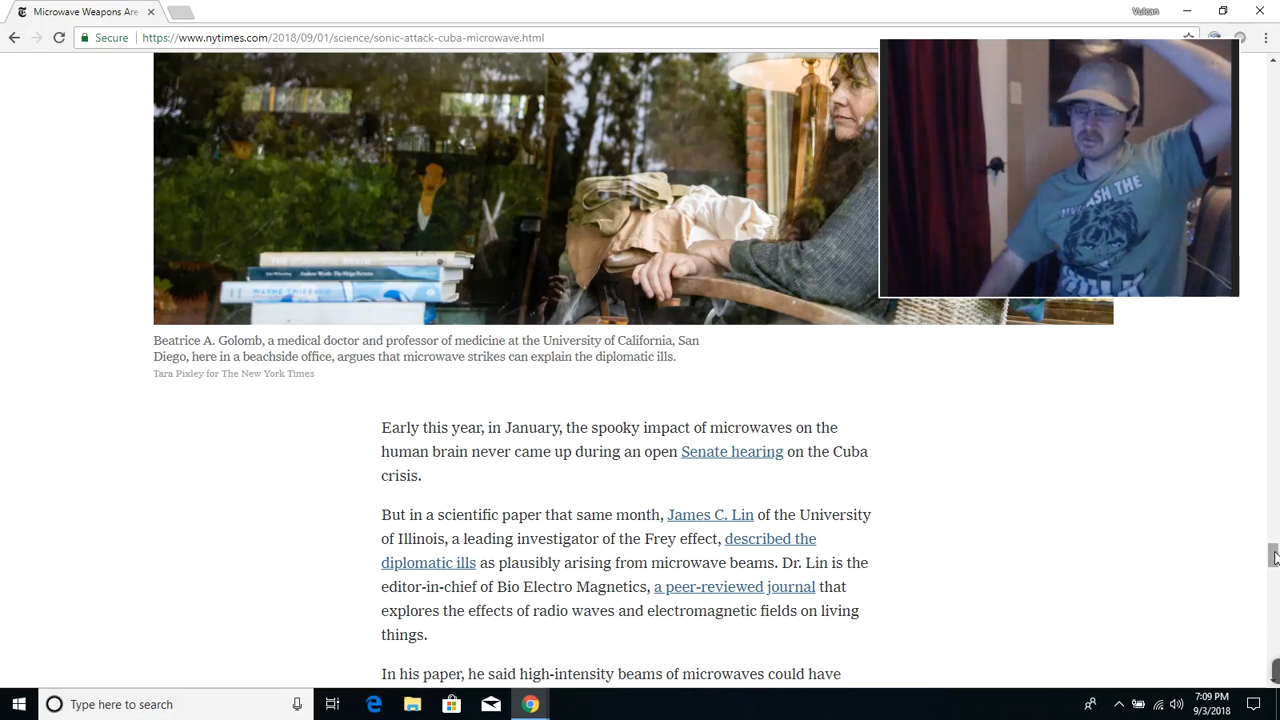 Microwave Weapons Are
Vulcan
Secure
https://www.nytimes.com/2018/09/01/science/sonic-attack-cuba-microwave.html
THE
HULK
WAYNE THIEBAUD
Beatrice A. Golomb, a medical doctor and professor of medicine at the University of California, San
Diego, here in a beachside office, argues that microwave strikes can explain the diplomatic ills.
Tara Pixley for The New York Times
Early this year, in January, the spooky impact of microwaves on the
human brain never came up during an open Senate hearing on the Cuba
crisis.
But in a scientific paper that same month, James C. Lin of the University
of Illinois, a leading investigator of the Frey effect, described the
diplomatic ills as plausibly arising from microwave beams. Dr. Lin is the
editor-in-chief of Bio Electro Magnetics, a peer-reviewed journal that
explores the effects of radio waves and electromagnetic fields on living
things.
In his paper, he said high-intensity beams of microwaves could have
Type here to search
7:09 PM
9/3/2018